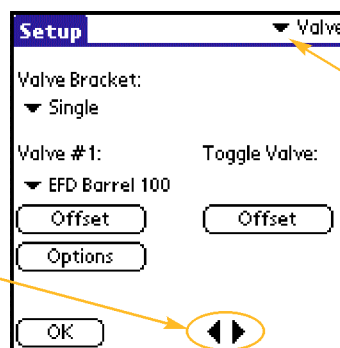 Setup Valve
Valve Bracket:
Single
Valve #1: Toggle Valve:
EFD Barrel 100
Offset Offset
Options
OK